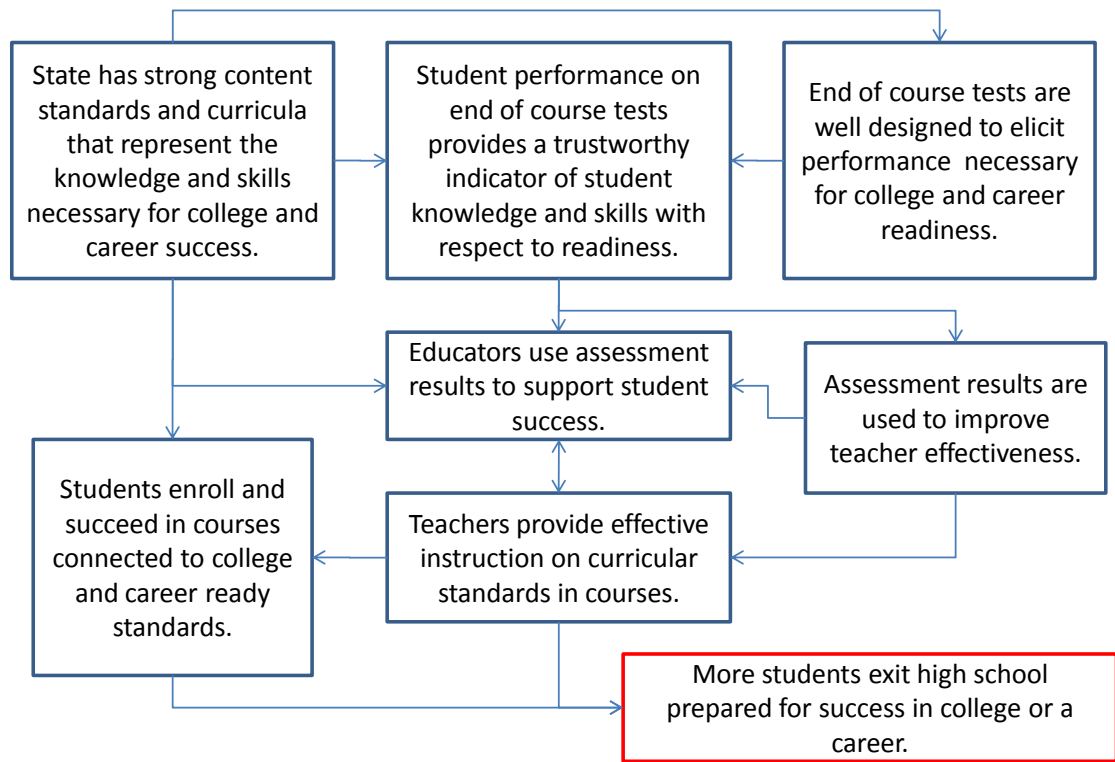 State has strong content
standards and curricula
that represent the
knowledge and skills
necessary for college and
career success.
Student performance on
end of course tests
provides a trustworthy
indicator of student
knowledge and skills with
respect to readiness.
End of course tests are
well designed to elicit
performance necessary
for college and career
readiness.
Educators use assessment
results to support student
success.
Assessment results are
used to improve
teacher effectiveness.
Students enroll and
succeed in courses
connected to college
and career ready
standards.
Teachers provide effective
instruction on curricular
standards in courses.
More students exit high school
prepared for success in college or a
career.